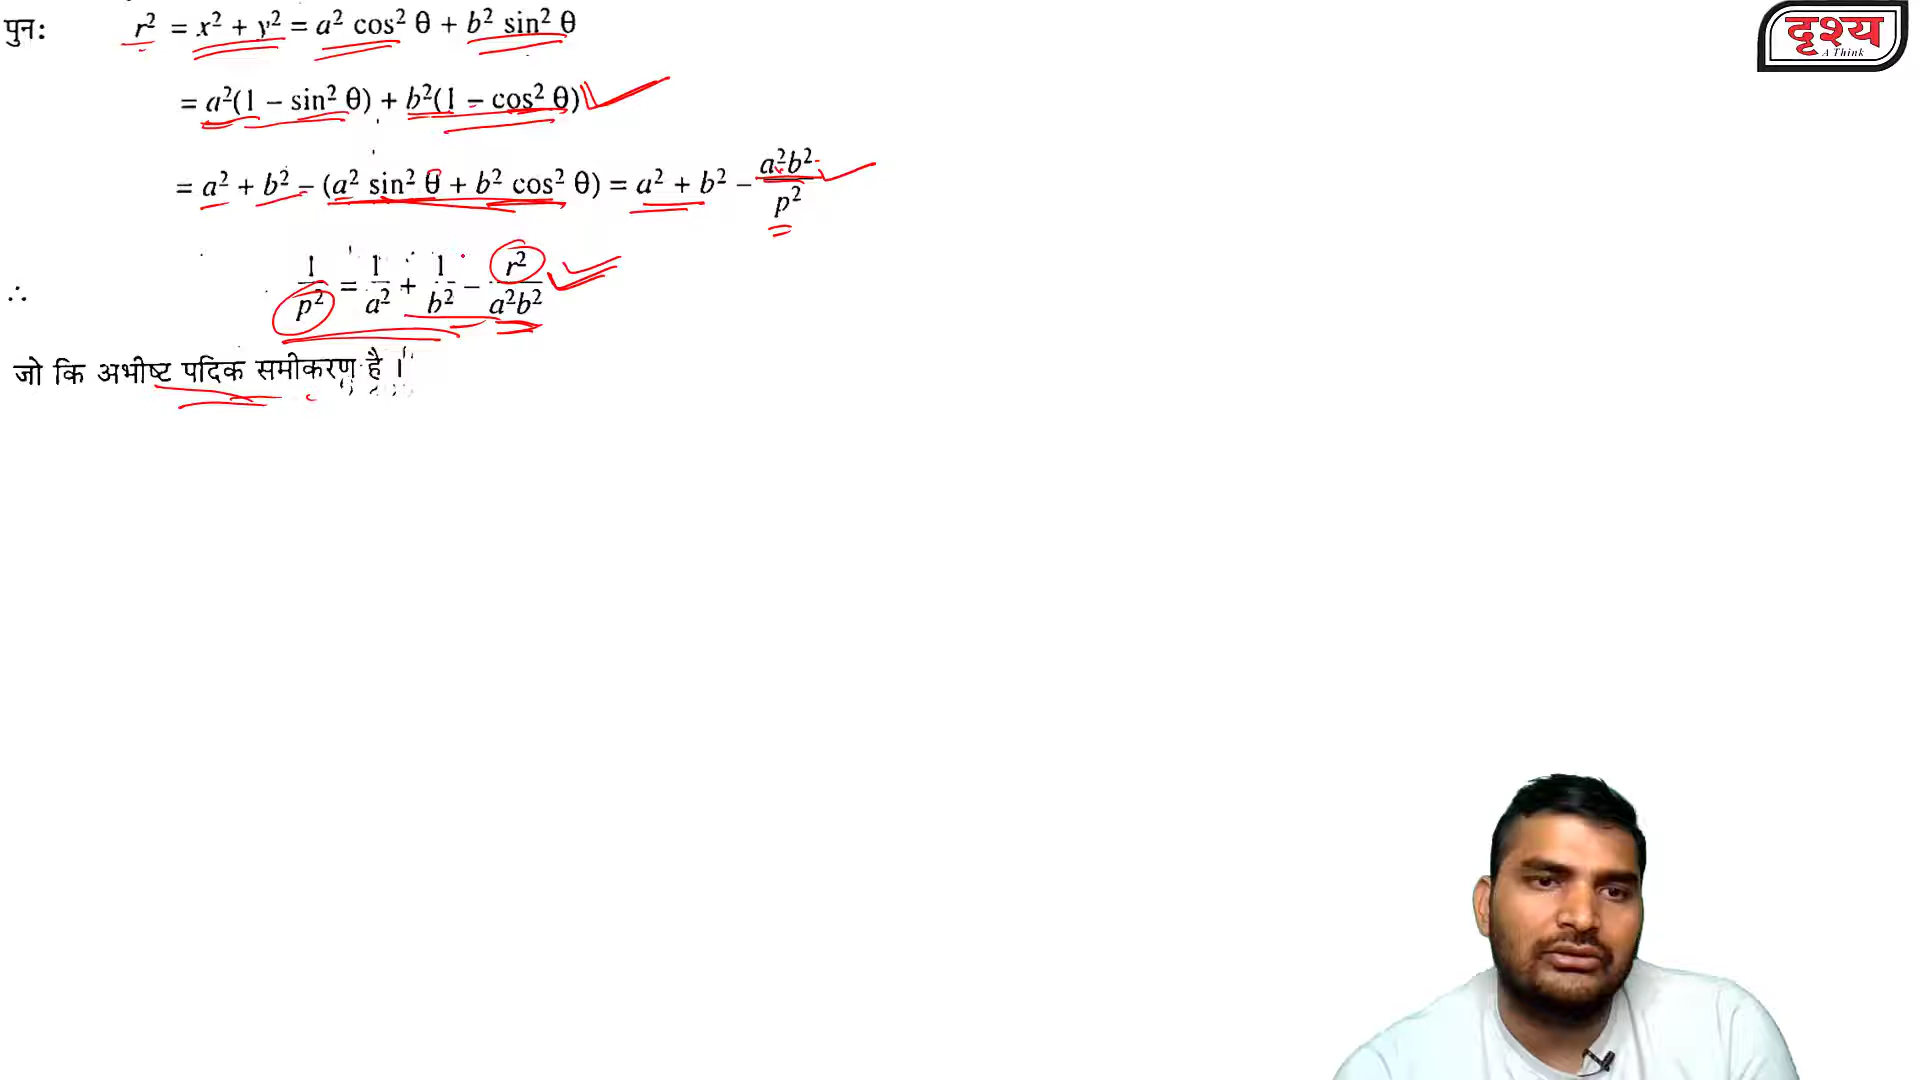 दृश्य
A Think
पुनः r² = x² + y² = a² cos² θ + b² sin² θ
= a²(1 – sin² θ) + b²(1 – cos² θ)
= a² + b² – (a² sin² θ + b² cos² θ) = a² + b² – a²b²/p²
∴ 1/p² = 1/a² + 1/b² – r²/a²b²
जो कि अभीष्ट पदिक समीकरण है ।